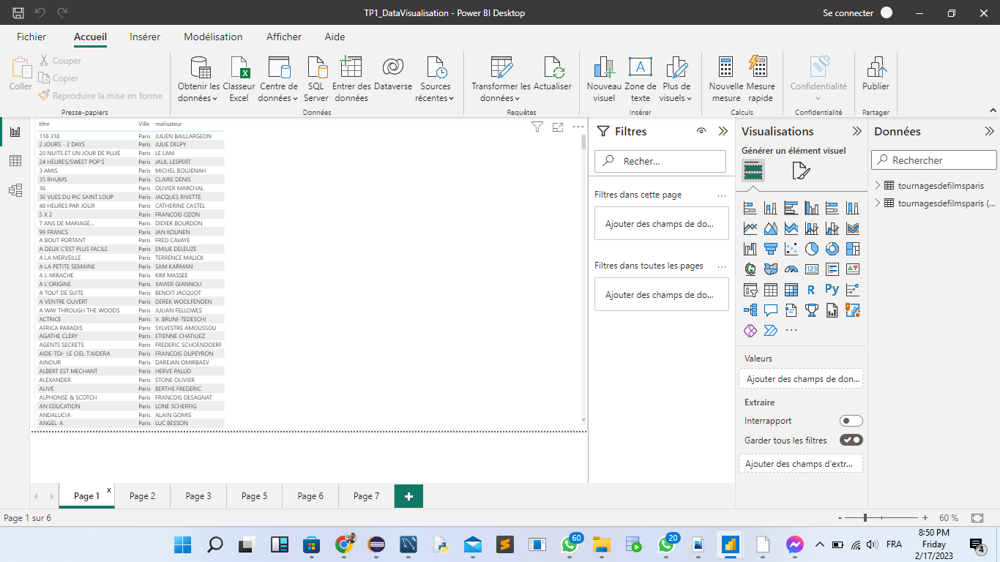 TP1_DataVisualisation - Power BI Desktop
Se connecter
Fichier
Accueil
Insérer
Modélisation
Afficher
Aide
Coller
Couper
Copier
Reproduire la mise en forme
Presse-papiers
Obtenir les données
Classeur Excel
Centre de données
SQL Server
Entrer des données
Dataverse
Sources récentes
Données
Transformer les données
Actualiser
Requêtes
Nouveau visuel
Zone de texte
Plus de visuels
Insérer
Nouvelle mesure
Mesure rapide
Calculs
Confidentialité
Confidentialité
Publier
Partager
titre Ville realisateur
118 318 Paris JULIEN BAILLARGEON
2 JOURS - 2 DAYS Paris JULIE DELPY
20 NUITS ET UN JOUR DE PLUIE Paris LE LAM
24 HEURES/SWEET POP'S Paris JALIL LESPERT
3 AMIS Paris MICHEL BOUJENAH
35 RHUMS Paris CLAIRE DENIS
36 Paris OLIVIER MARCHAL
36 VUES DU PIC SAINT LOUP Paris JACQUES RIVETTE
48 HEURES PAR JOUR Paris CATHERINE CASTEL
5 X 2 Paris FRANCOIS OZON
7 ANS DE MARIAGE... Paris DIDIER BOURDON
99 FRANCS Paris JAN KOUNEN
A BOUT PORTANT Paris FRED CAVAYE
A DEUX C'EST PLUS FACILE Paris EMILIE DELEUZE
A LA MERVEILLE Paris TERRENCE MALICK
A LA PETITE SEMAINE Paris SAM KARMAN
A L'ARRACHE Paris KIM MASSEE
A L'ORIGINE Paris XAVIER GIANNOLI
A TOUT DE SUITE Paris BENOIT JACQUOT
A VENTRE OUVERT Paris DEREK WOOLFENDEN
A WAY THROUGH THE WOODS Paris JULIAN FELLOWES
ACTRICE Paris V. BRUNI-TEDESCHI
AFRICA PARADIS Paris SYLVESTRE AMOUSSOU
AGATHE CLERY Paris ETIENNE CHATILIEZ
AGENTS SECRETS Paris FREDERIC SCHOENDOERF
AIDE-TOI- LE CIEL T'AIDERA Paris FRANCOIS DUPEYRON
AINOUR Paris DAREJAN OMIRBAEV
ALBERT EST MECHANT Paris HERVE PALUD
ALEXANDER Paris STONE OLIVIER
ALIVE Paris BERTHE FREDERIC
ALPHONSE & SCOTCH Paris FRANCOIS DESAGNAT
AN EDUCATION Paris LONE SCHERFIG
ANDALUCIA Paris ALAIN GOMIS
ANGEL-A Paris LUC BESSON
Filtres
Recher...
Filtres dans cette page ...
Ajouter des champs de do...
Filtres dans toutes les pages ...
Ajouter des champs de do...
Visualisations
Générer un élément visuel
123
R
Py
...
Valeurs
Ajouter des champs de don...
Extraire
Interrapport
Garder tous les filtres
Ajouter des champs d'extr...
Données
Rechercher
tournagesdefilmsparis
tournagesdefilmsparis (...
Page 1 x
Page 2
Page 3
Page 5
Page 6
Page 7
+
Page 1 sur 6
- + 60 %
60
20
FRA
8:50 PM
Friday
2/17/2023
4